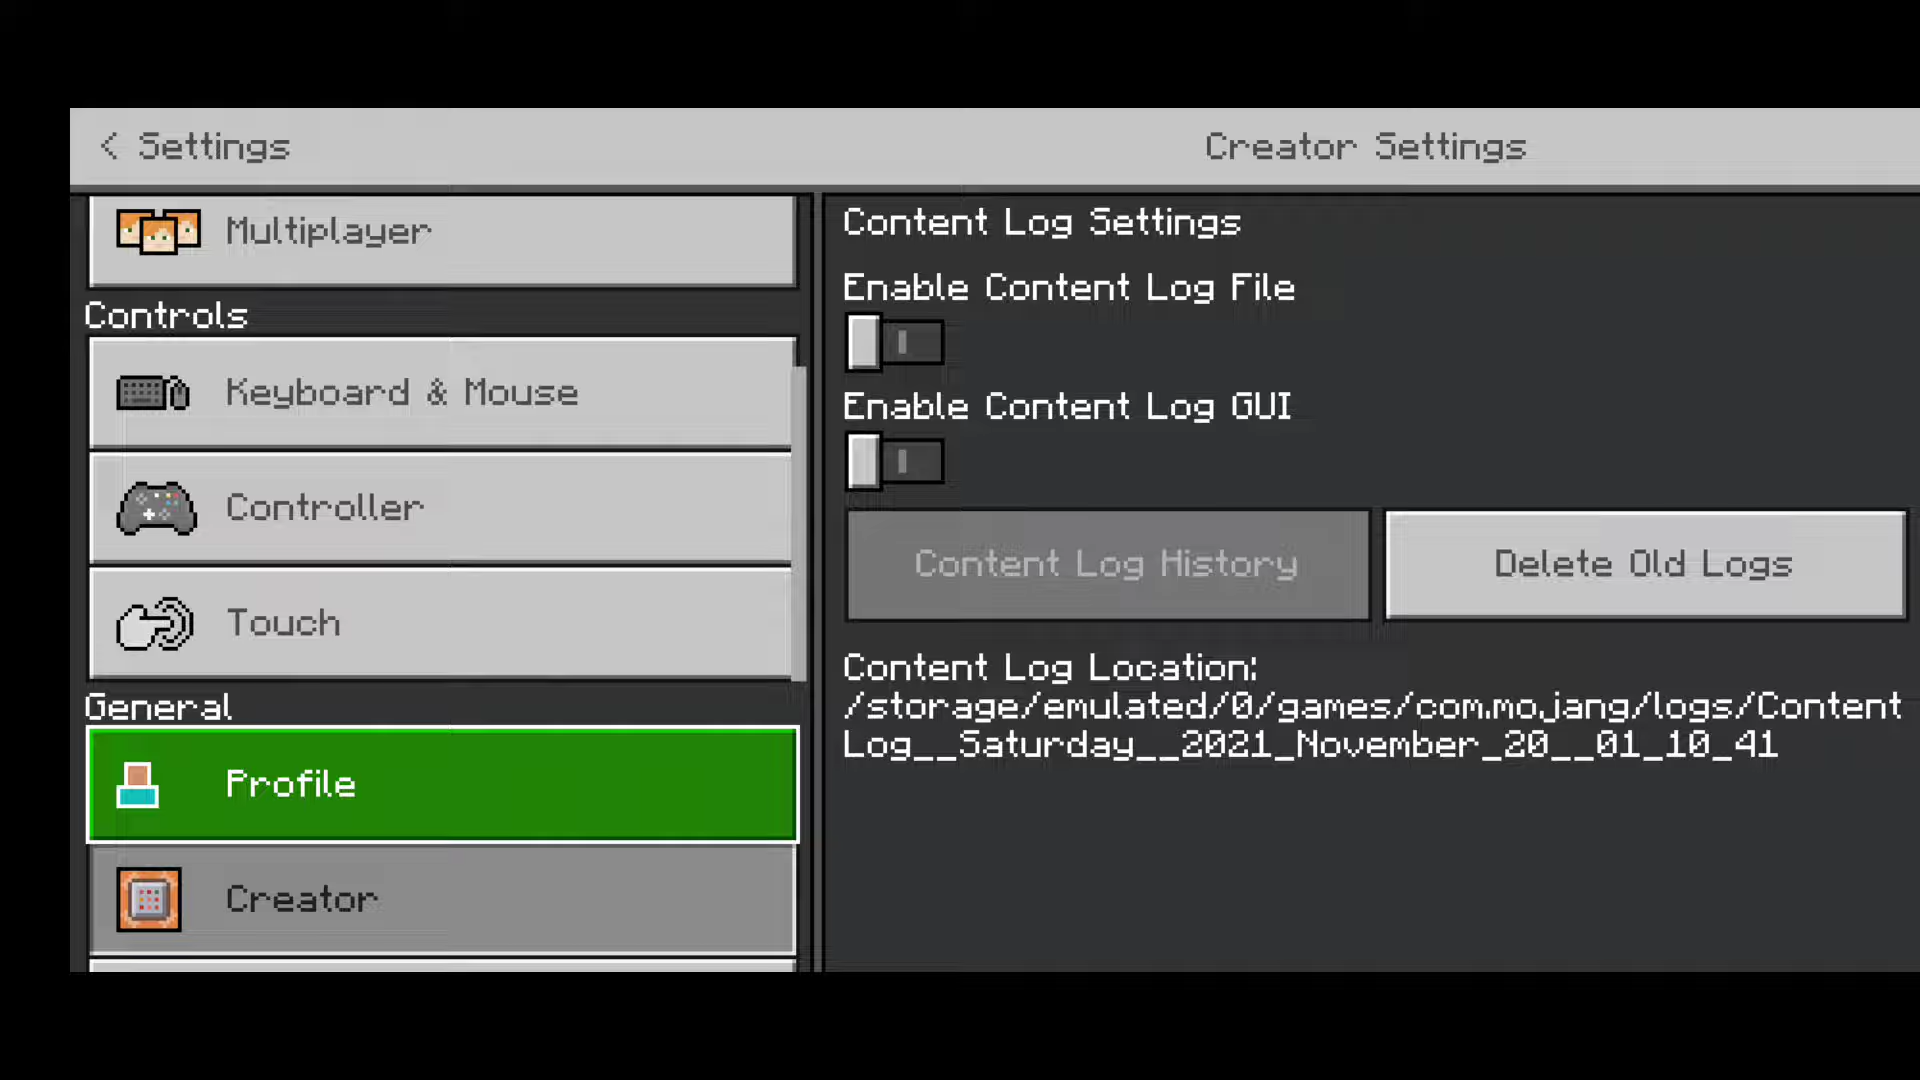 < Settings
Creator Settings
Multiplayer
Controls
Keyboard & Mouse
Controller
Touch
General
Profile
Creator
Content Log Settings
Enable Content Log File
Enable Content Log GUI
Content Log History
Delete Old Logs
Content Log Location:
/storage/emulated/0/games/com.mojang/logs/Content
Log__Saturday__2021_November_20__01_10_41